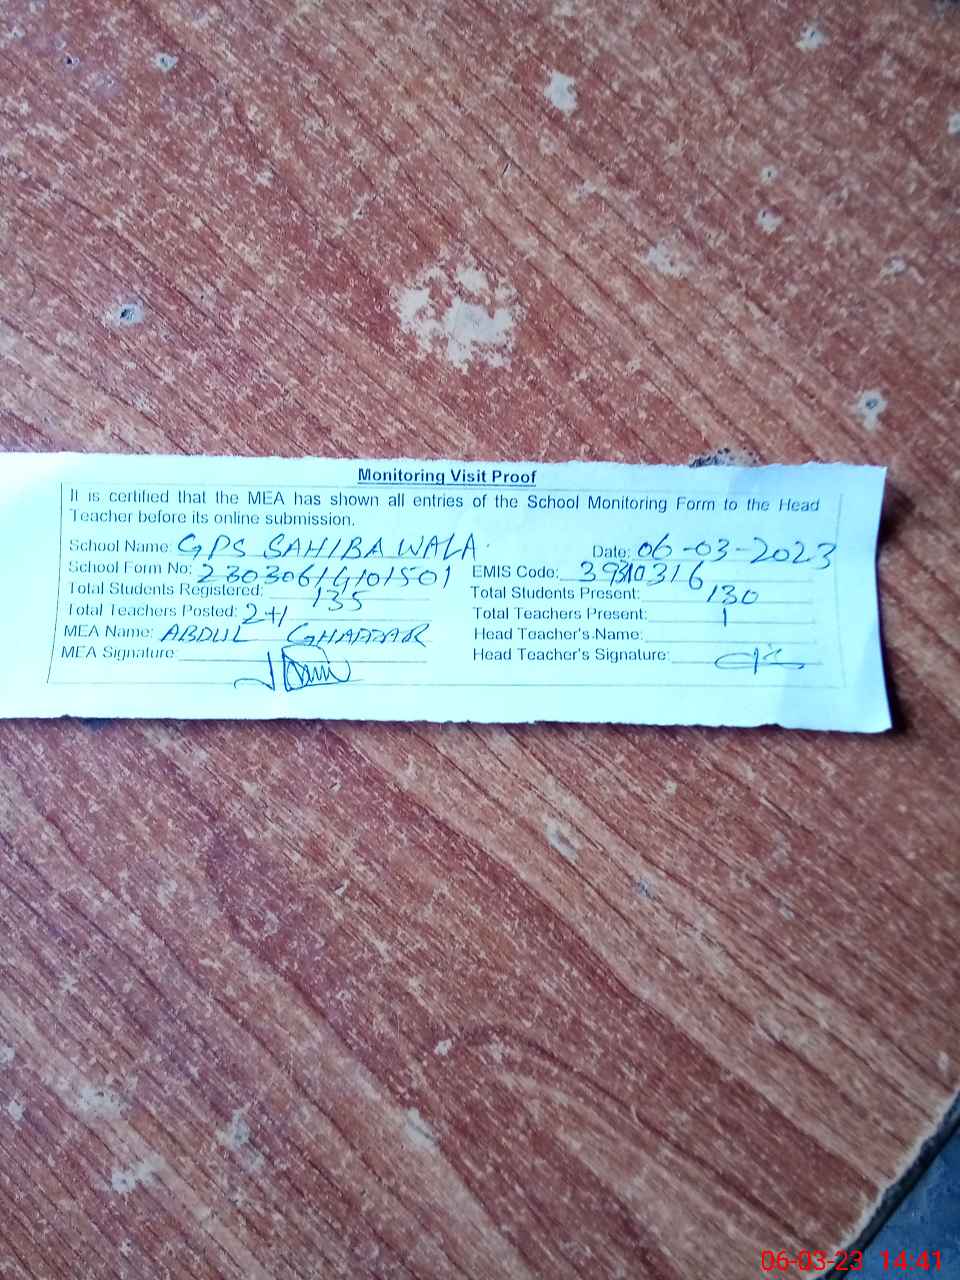 Monitoring Visit Proof
It is certified that the MEA has shown all entries of the School Monitoring Form to the Head
Teacher before its online submission.
School Name: GPS SAHIBA WALA. Date: 06-03-2023
School Form No: 230306 EMIS Code: 0316
Total Students Registered: 135 Total Students Present: 130
Total Teachers Posted: 2+1 Total Teachers Present: 1
MEA Name: ABDUL GHAFFAR Head Teacher's Name:
MEA Signature: Head Teacher's Signature:
06-03-23 14:41